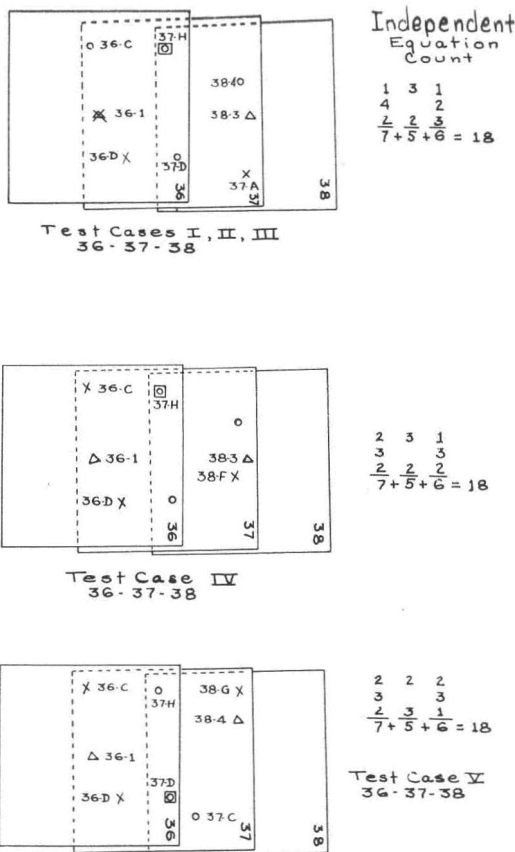 Independent
Equation
Count
36-C
37-H
38-10
36-1
38-3
36-D
37-D
37-A
36
37
38
1 3 1
4 2
2 2 3
7+5+6 = 18
Test Cases I, II, III
36-37-38
36-C
37-H
36-1
38-3
38-F
36-D
36
37
38
2 3 1
3 3
2 2 2
7+5+6 = 18
Test Case IV
36-37-38
36-C
37-H
38-G
38-4
36-1
37-D
36-D
37-C
36
37
38
2 2 2
3 3
2 3 1
7+5+6 = 18
Test Case V
36-37-38